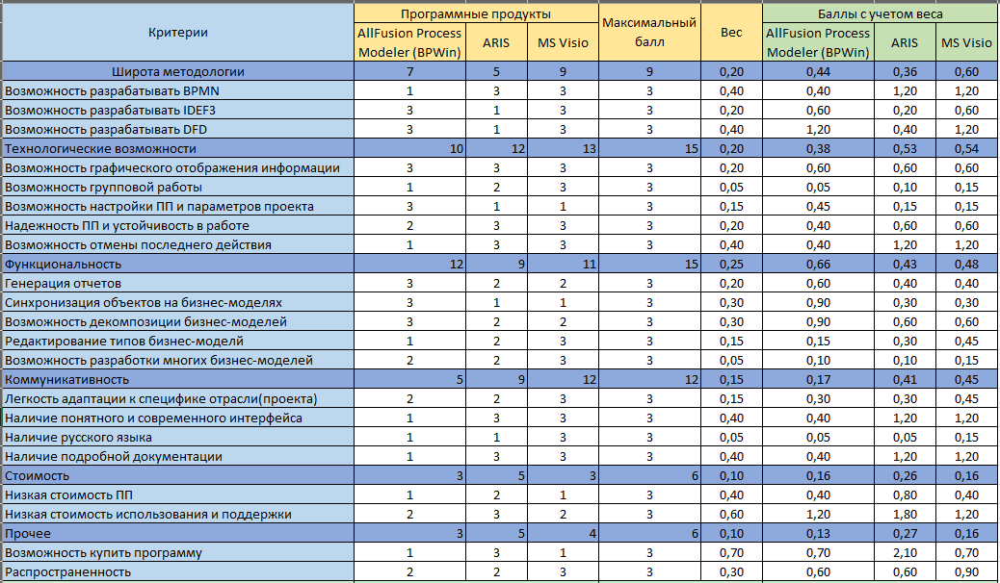 Критерии Программные продукты Максимальный балл Вес Баллы с учетом веса
AllFusion Process Modeler (BPWin) ARIS MS Visio AllFusion Process Modeler (BPWin) ARIS MS Visio
Широта методологии 7 5 9 9 0,20 0,44 0,36 0,60
Возможность разрабатывать BPMN 1 3 3 3 0,40 0,40 1,20 1,20
Возможность разрабатывать IDEF3 3 1 3 3 0,20 0,60 0,20 0,60
Возможность разрабатывать DFD 3 1 3 3 0,40 1,20 0,40 1,20
Технологические возможности 10 12 13 15 0,20 0,38 0,53 0,54
Возможность графического отображения информации 3 3 3 3 0,20 0,60 0,60 0,60
Возможность групповой работы 1 2 3 3 0,05 0,05 0,10 0,15
Возможность настройки ПП и параметров проекта 3 1 1 3 0,15 0,45 0,15 0,15
Надежность ПП и устойчивость в работе 2 3 3 3 0,20 0,40 0,60 0,60
Возможность отмены последнего действия 1 3 3 3 0,40 0,40 1,20 1,20
Функциональность 12 9 11 15 0,25 0,66 0,43 0,48
Генерация отчетов 3 2 2 3 0,20 0,60 0,40 0,40
Синхронизация объектов на бизнес-моделях 3 1 1 3 0,30 0,90 0,30 0,30
Возможность декомпозиции бизнес-моделей 3 2 2 3 0,30 0,90 0,60 0,60
Редактирование типов бизнес-моделй 1 2 3 3 0,15 0,15 0,30 0,45
Возможность разработки многих бизнес-моделей 2 2 3 3 0,05 0,10 0,10 0,15
Коммуникативность 5 9 12 12 0,15 0,17 0,41 0,45
Легкость адаптации к специфике отрасли(проекта) 2 2 3 3 0,15 0,30 0,30 0,45
Наличие понятного и современного интерфейса 1 3 3 3 0,40 0,40 1,20 1,20
Наличие русского языка 1 1 3 3 0,05 0,05 0,05 0,15
Наличие подробной документации 1 3 3 3 0,40 0,40 1,20 1,20
Стоимость 3 5 3 6 0,10 0,16 0,26 0,16
Низкая стоимость ПП 1 2 1 3 0,40 0,40 0,80 0,40
Низкая стоимость использования и поддержки 2 3 2 3 0,60 1,20 1,80 1,20
Прочее 3 5 4 6 0,10 0,13 0,27 0,16
Возможность купить программу 1 3 1 3 0,70 0,70 2,10 0,70
Распространенность 2 2 3 3 0,30 0,60 0,60 0,90